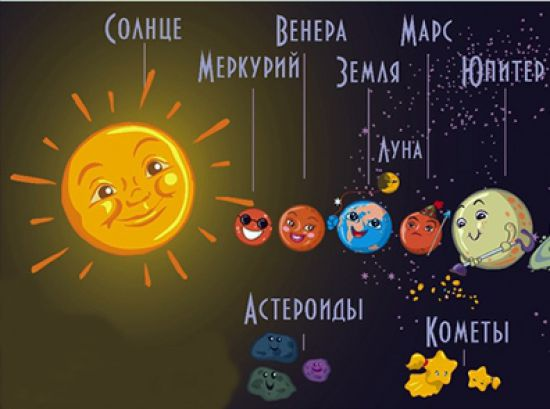 Солнце
Венера
Марс
Меркурий
Земля
Юпитер
Луна
Астероиды
Кометы